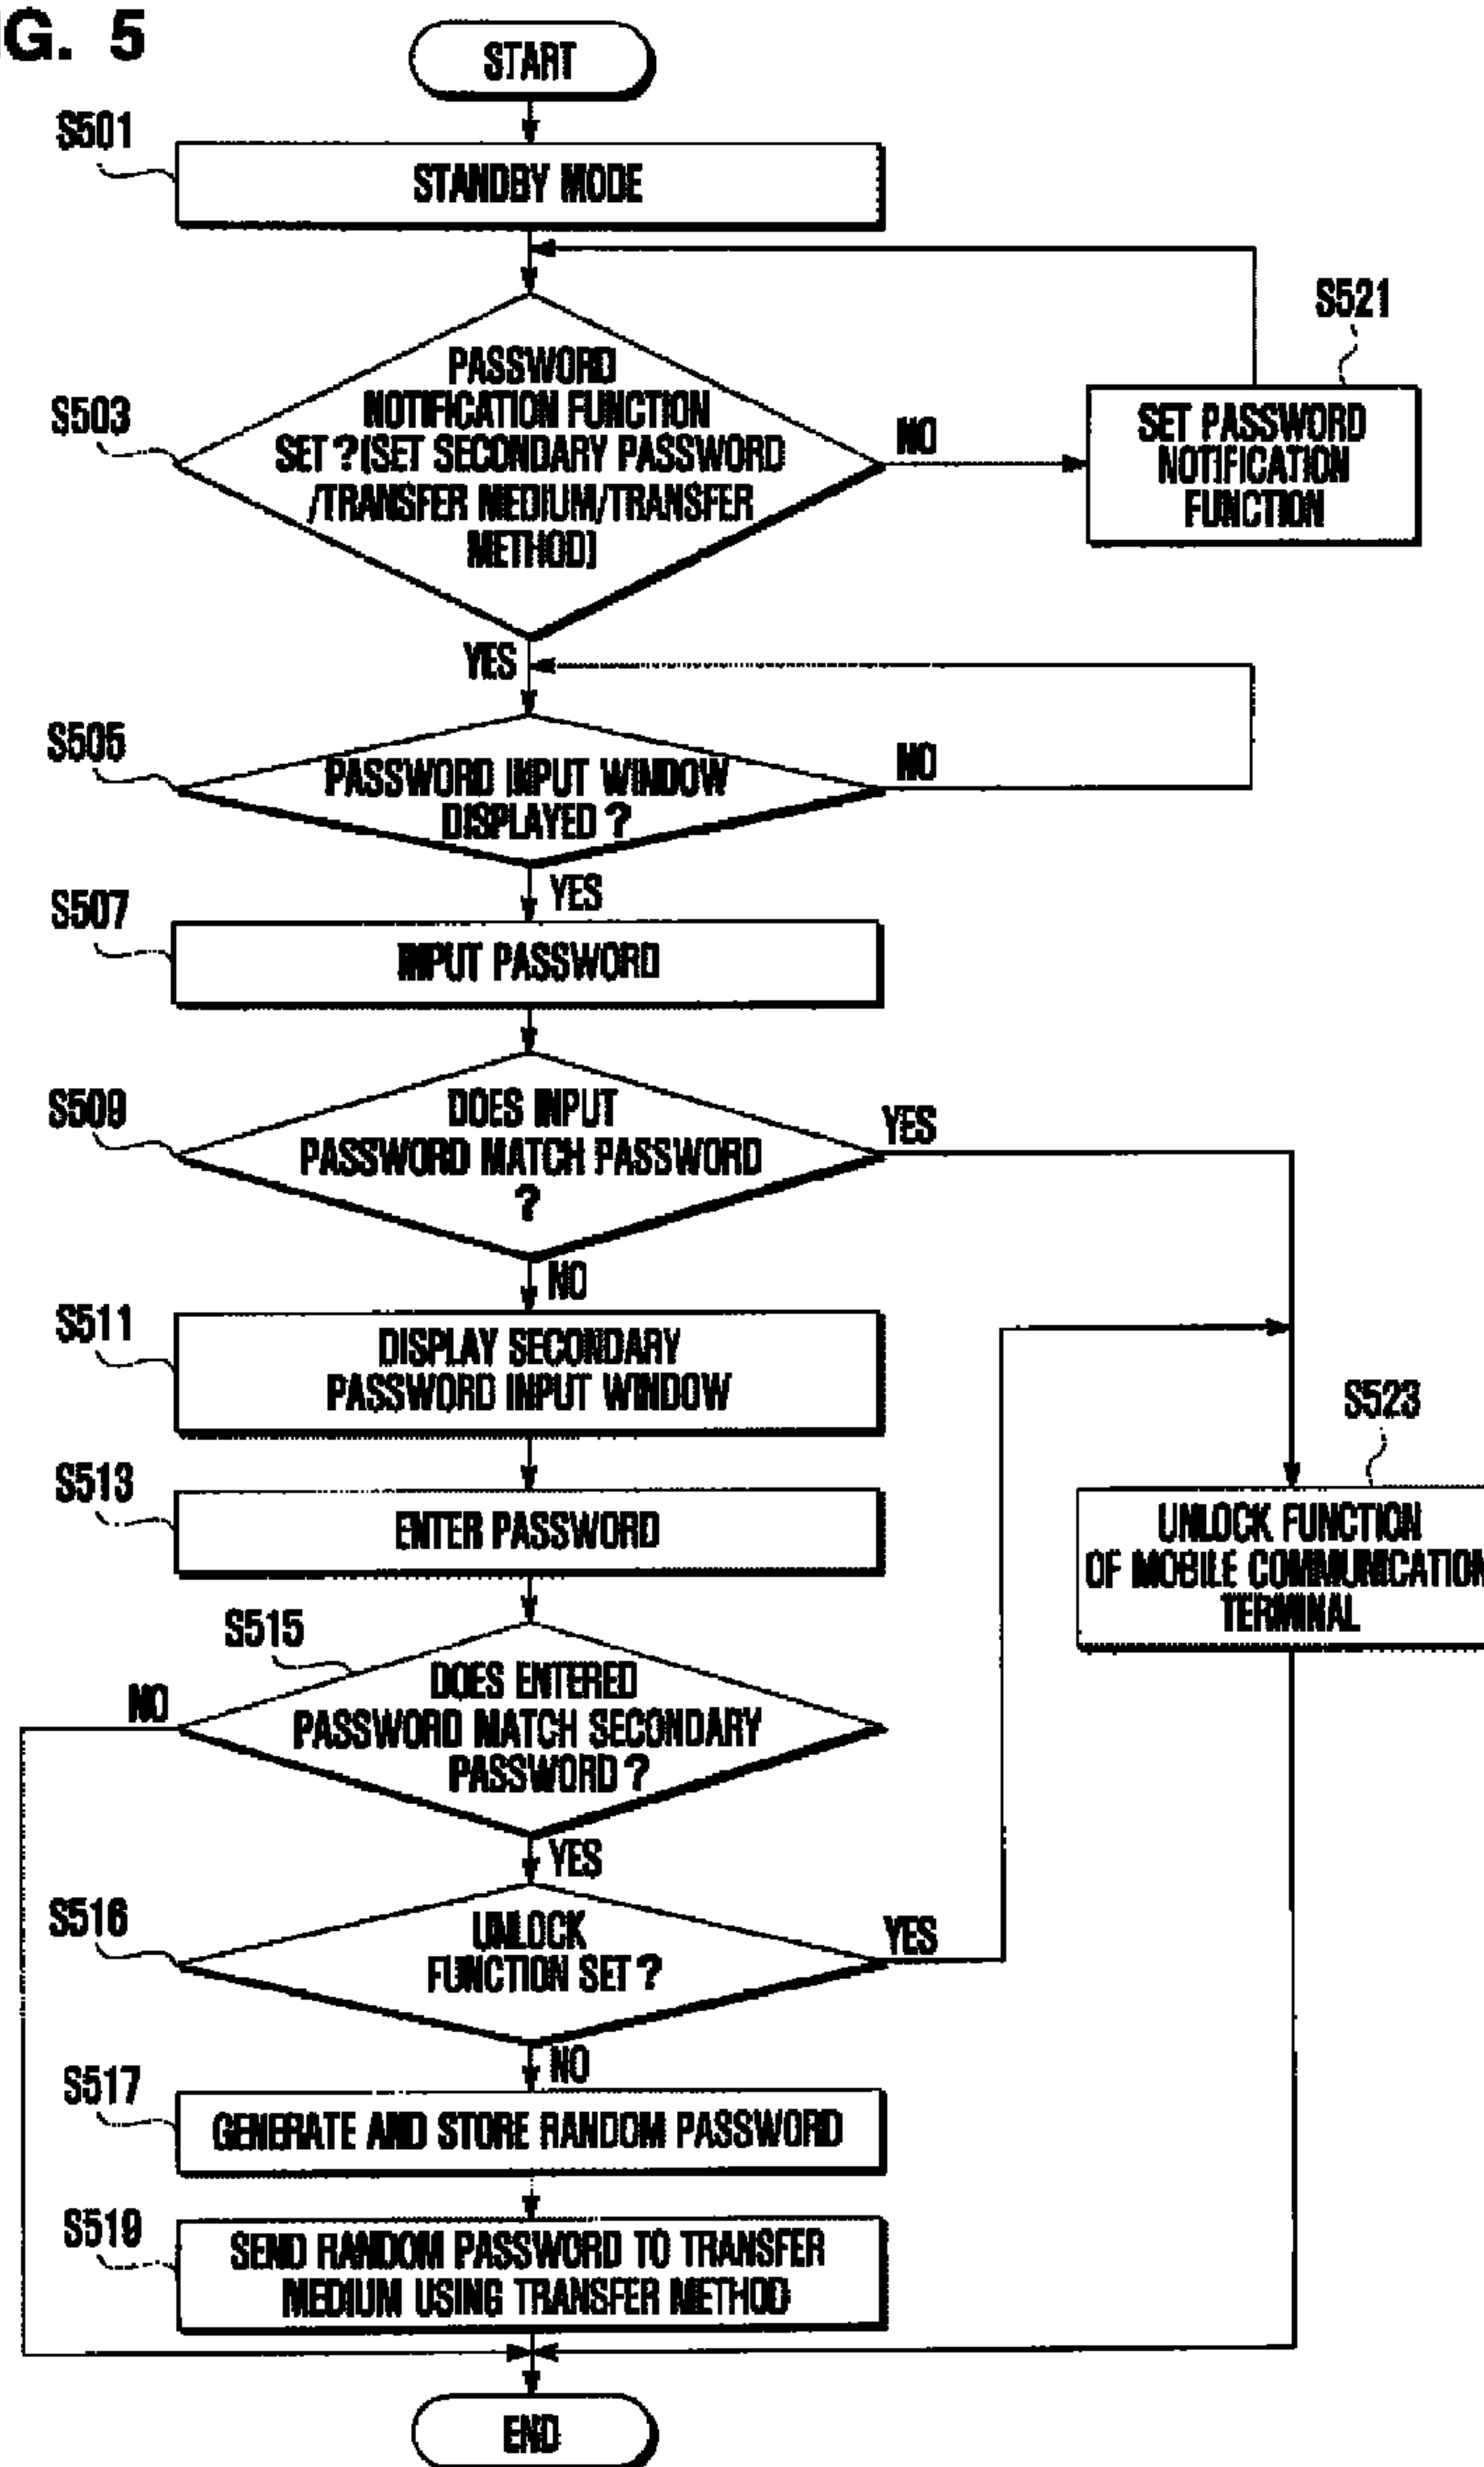 G. 5
START
S501
STANDBY MODE
S521
PASSWORD
NOTIFICATION FUNCTION
SET ? (SET SECONDARY PASSWORD
/TRANSFER MEDIUM/TRANSFER
METHOD)
S503
NO
SET PASSWORD
NOTIFICATION
FUNCTION
YES
S505
PASSWORD INPUT WINDOW
DISPLAYED ?
NO
YES
S507
INPUT PASSWORD
S509
DOES INPUT
PASSWORD MATCH PASSWORD
?
YES
NO
S511
DISPLAY SECONDARY
PASSWORD INPUT WINDOW
S523
S513
ENTER PASSWORD
UNLOCK FUNCTION
OF MOBILE COMMUNICATION
TERMINAL
S515
NO
DOES ENTERED
PASSWORD MATCH SECONDARY
PASSWORD ?
YES
S516
UNLOCK
FUNCTION SET ?
YES
NO
S517
GENERATE AND STORE RANDOM PASSWORD
S519
SEND RANDOM PASSWORD TO TRANSFER
MEDIUM USING TRANSFER METHOD
END